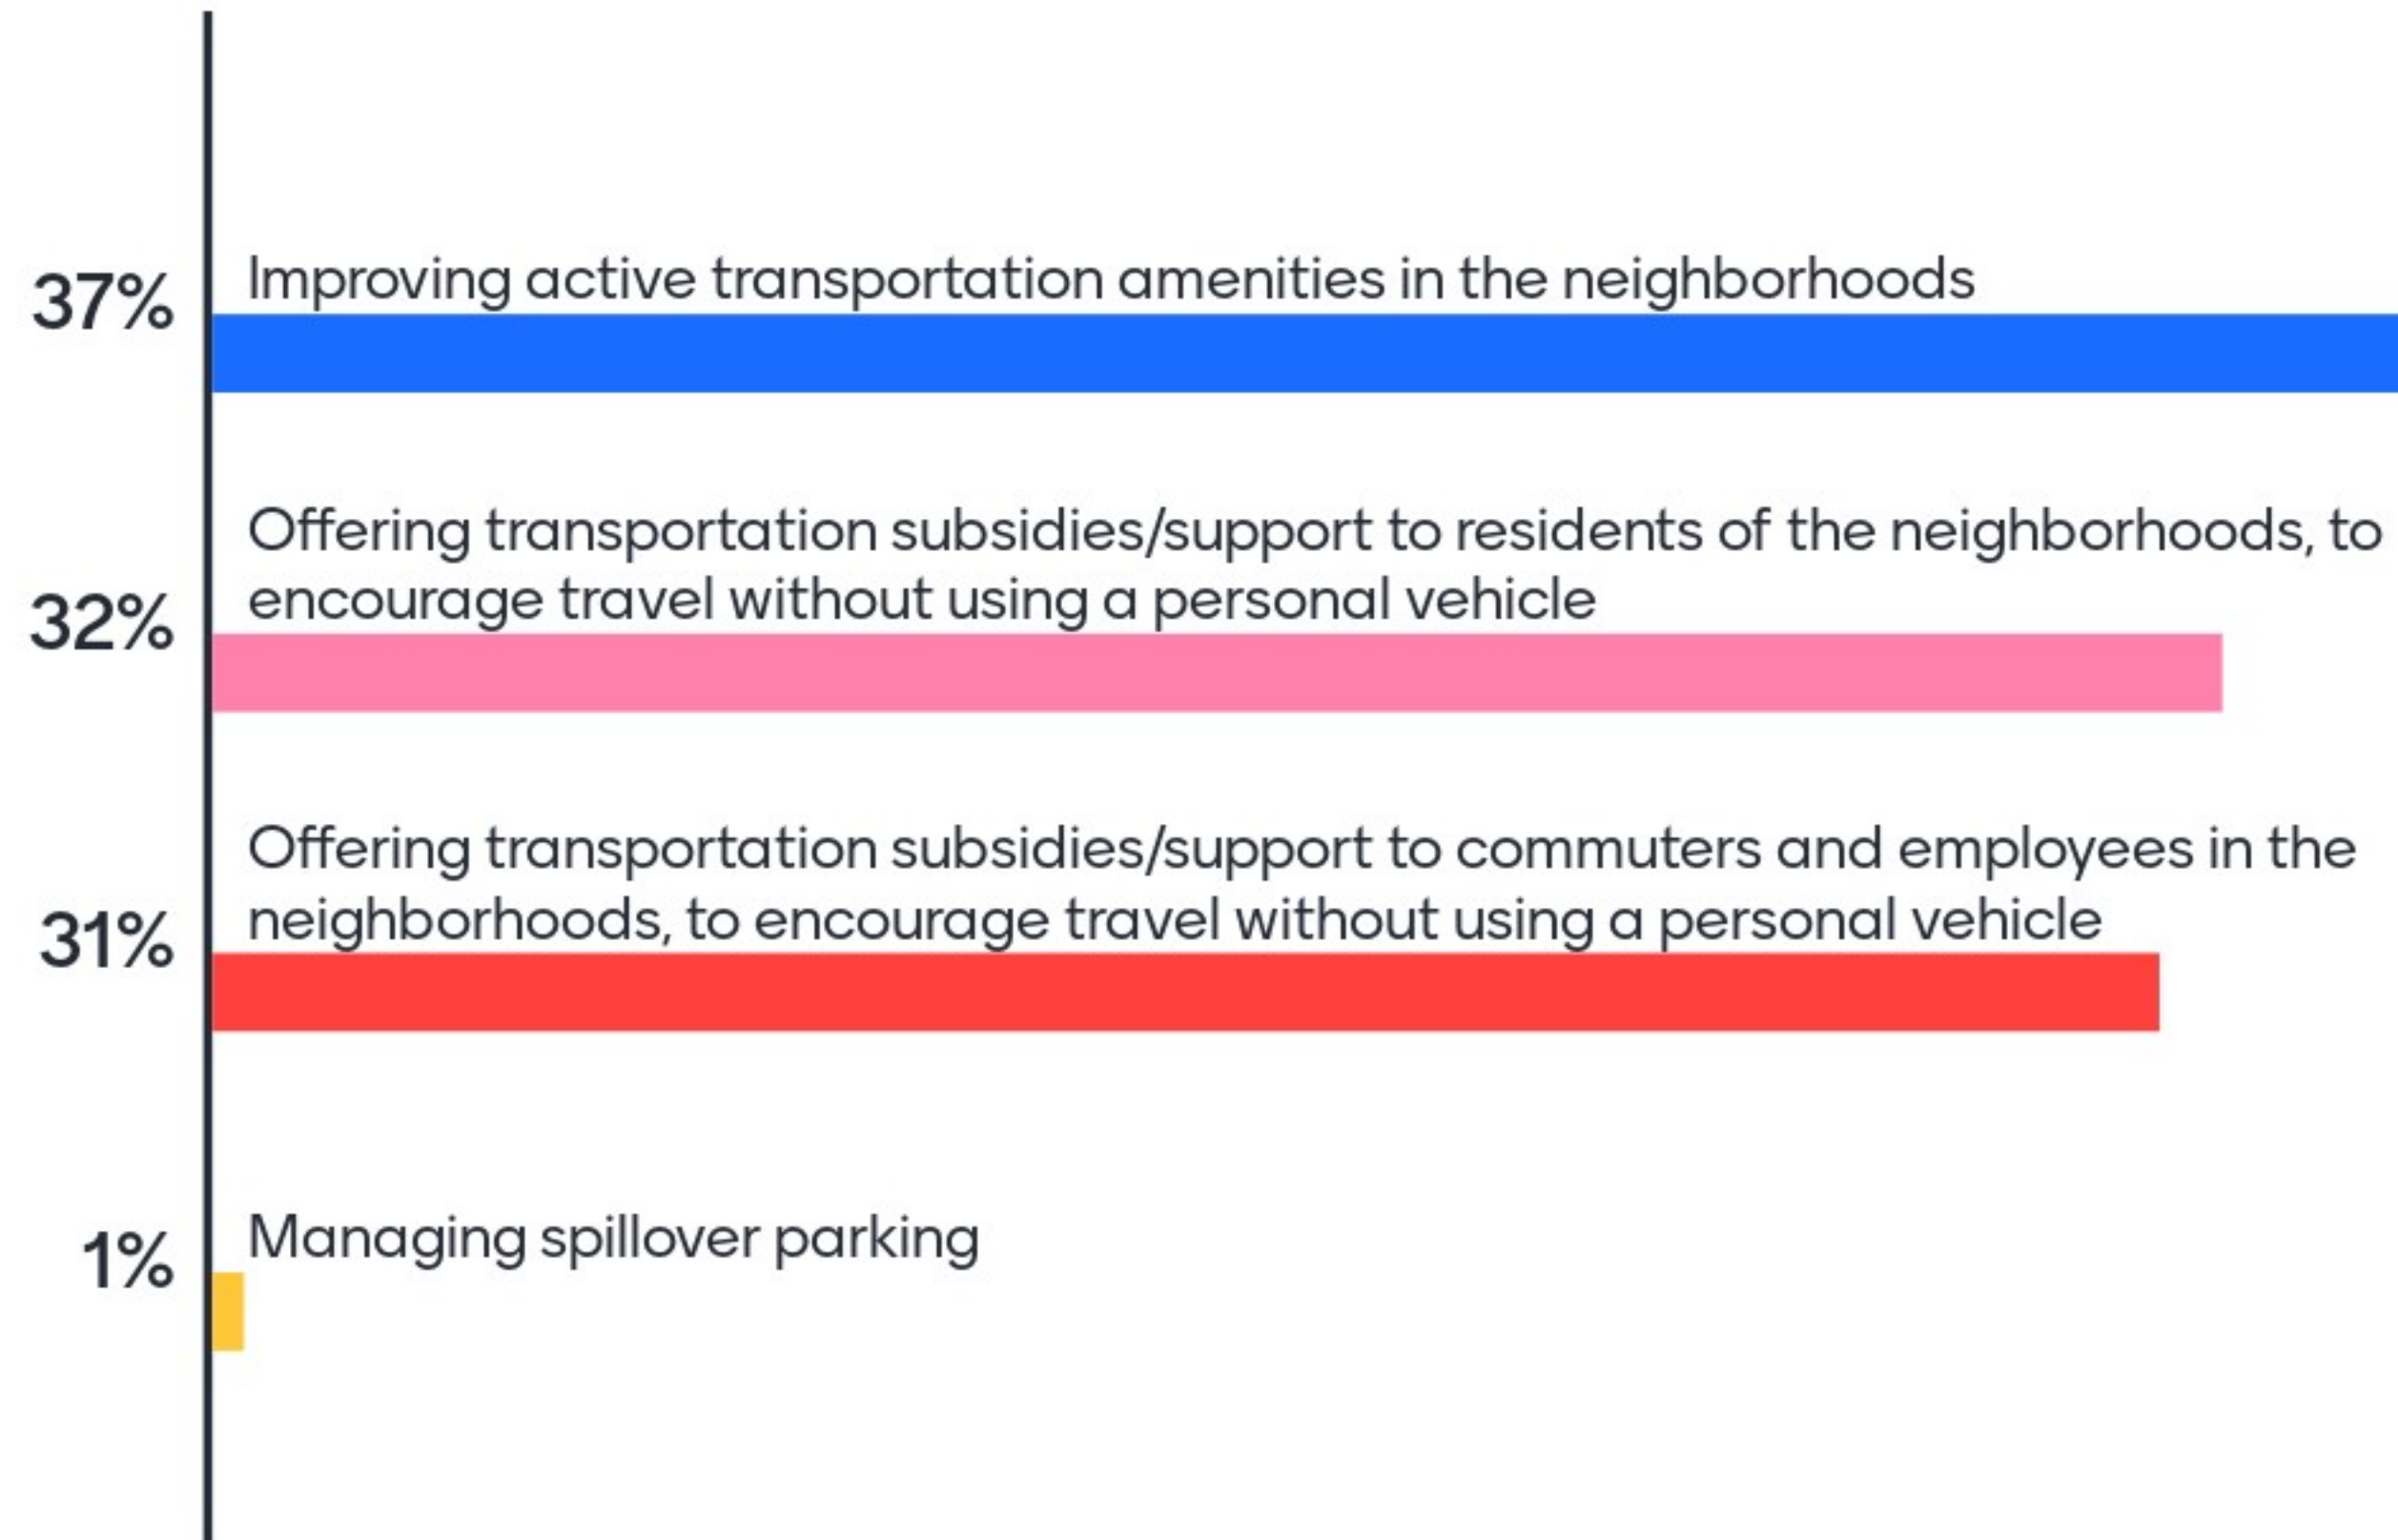 37%
Improving active transportation amenities in the neighborhoods
32%
Offering transportation subsidies/support to residents of the neighborhoods, to
encourage travel without using a personal vehicle
31%
Offering transportation subsidies/support to commuters and employees in the
neighborhoods, to encourage travel without using a personal vehicle
1%
Managing spillover parking